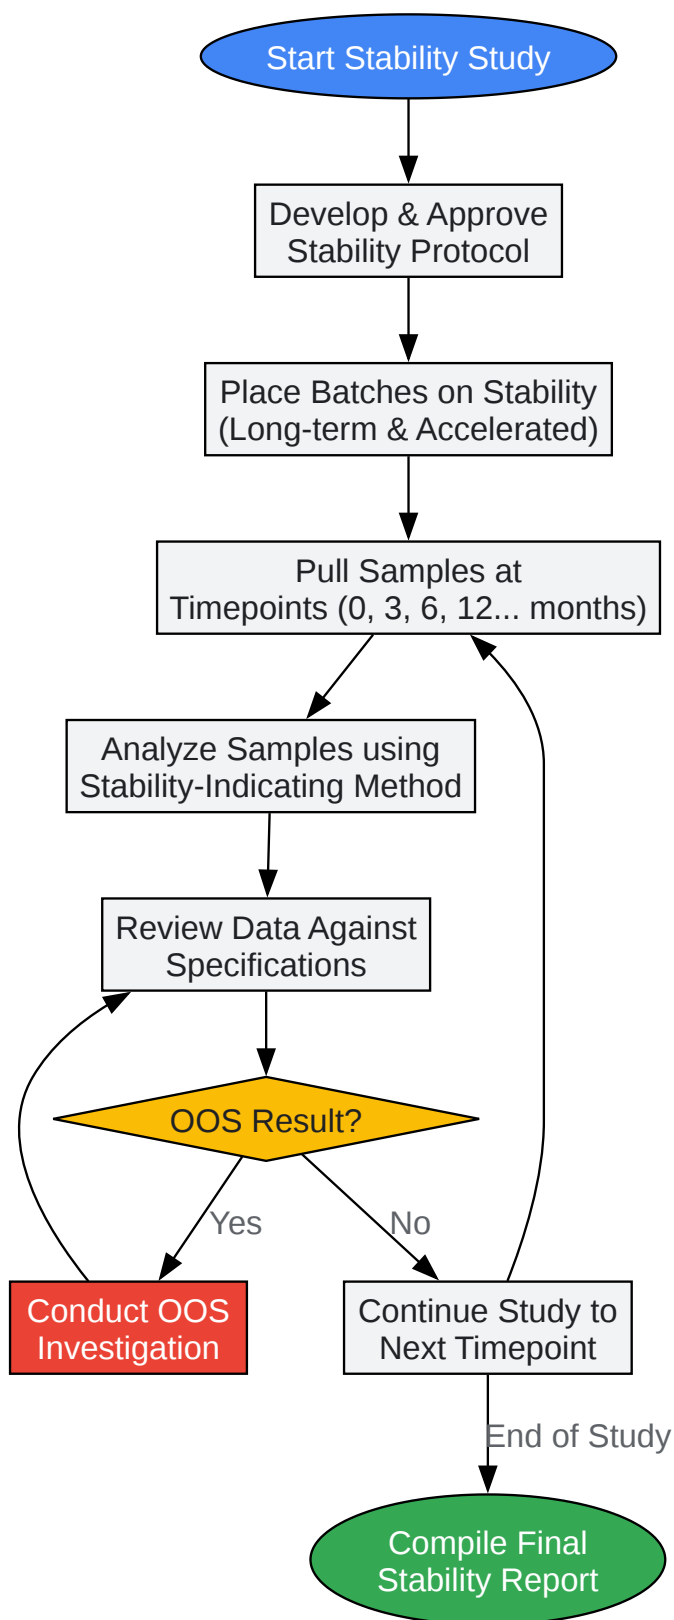 Start Stability Study
Develop & Approve
Stability Protocol
Place Batches on Stability
(Long-term & Accelerated)
Pull Samples at
Timepoints (0, 3, 6, 12... months)
Analyze Samples using
Stability-Indicating Method
Review Data Against
Specifications
OOS Result?
Yes
No
Conduct OOS
Investigation
Continue Study to
Next Timepoint
End of Study
Compile Final
Stability Report